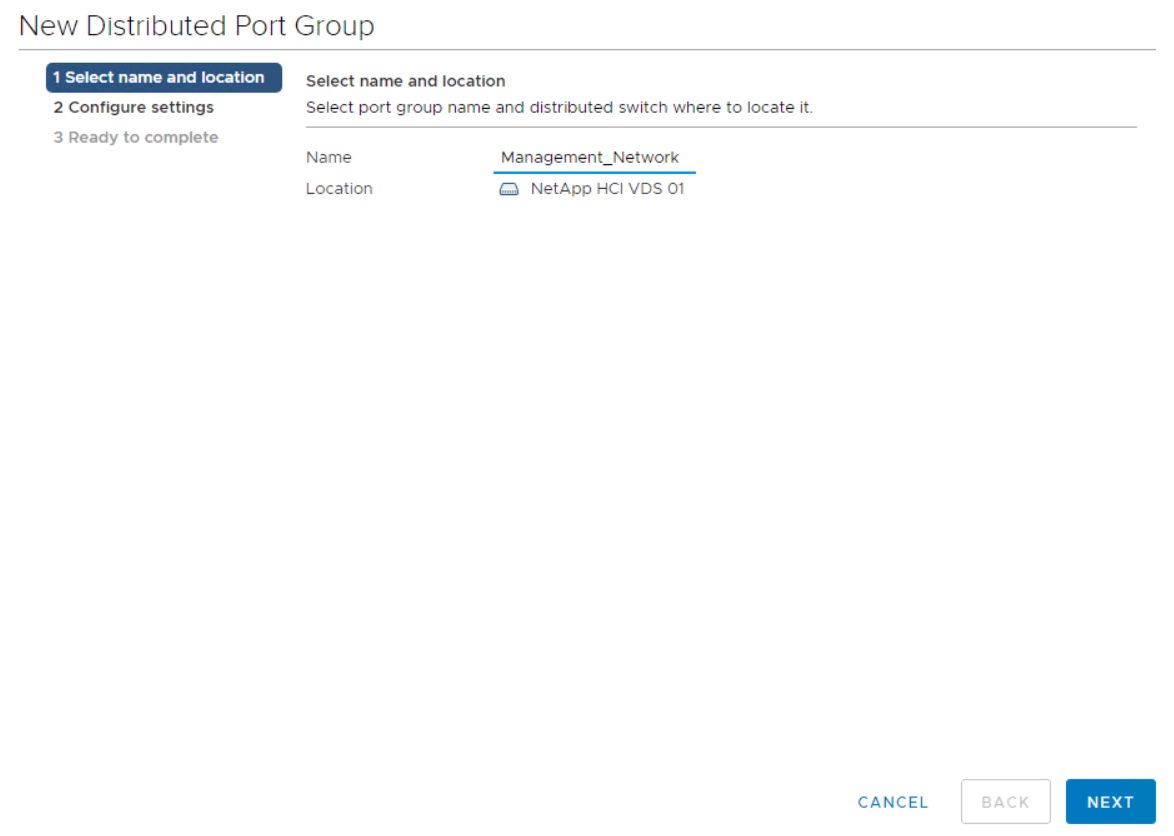 New Distributed Port Group
1 Select name and location
2 Configure settings
3 Ready to complete
Select name and location
Select port group name and distributed switch where to locate it.
Name Management_Network
Location NetApp HCI VDS 01
CANCEL BACK NEXT